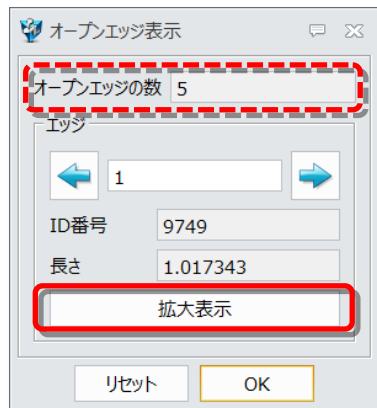 オープンエッジ表示
オープンエッジの数 5
エッジ
1
ID番号 9749
長さ 1.017343
拡大表示
リセット OK